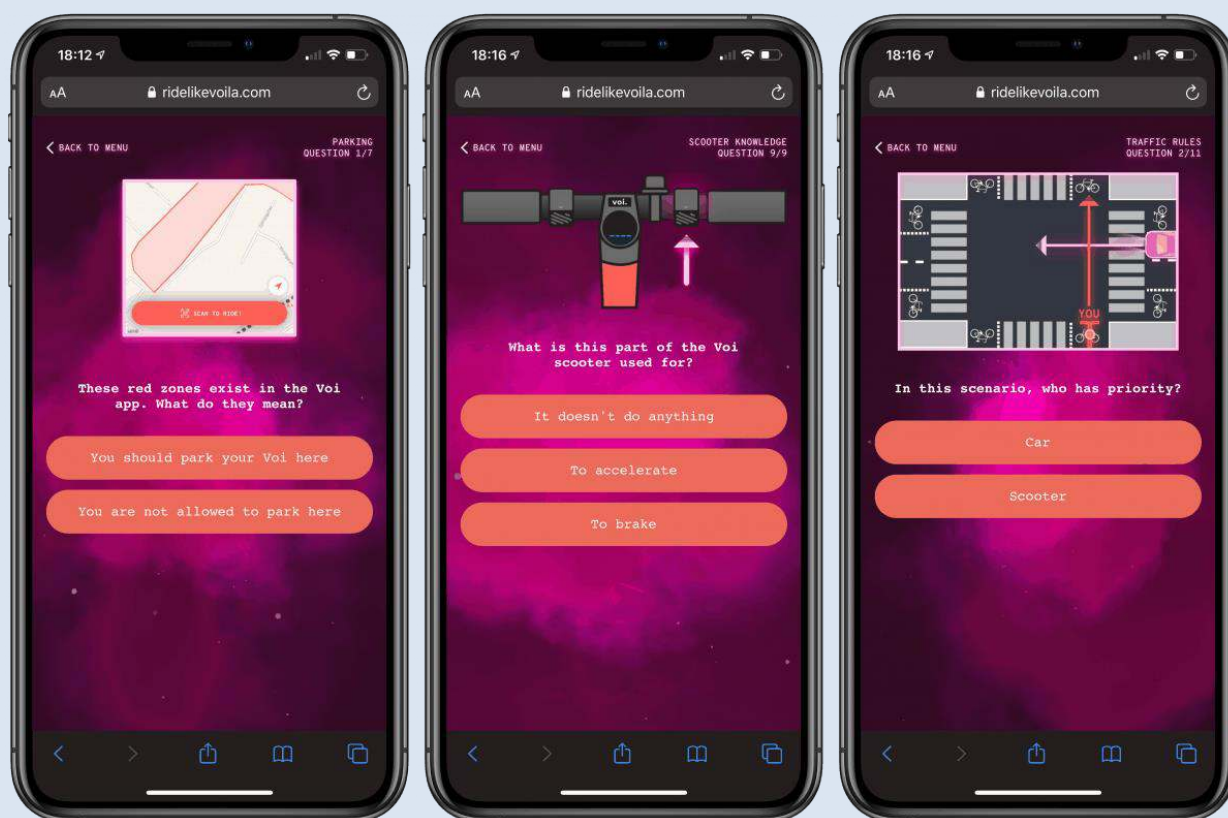 18:12
AA ridelikevoila.com
BACK TO MENU
PARKING
QUESTION 1/7
SCAN TO RIDE!
These red zones exist in the Voi
app. What do they mean?
You should park your Voi here
You are not allowed to park here
18:16
AA ridelikevoila.com
BACK TO MENU
SCOOTER KNOWLEDGE
QUESTION 9/9
voi.
What is this part of the Voi
scooter used for?
It doesn't do anything
To accelerate
To brake
18:16
AA ridelikevoila.com
BACK TO MENU
TRAFFIC RULES
QUESTION 2/11
YOU
In this scenario, who has priority?
Car
Scooter